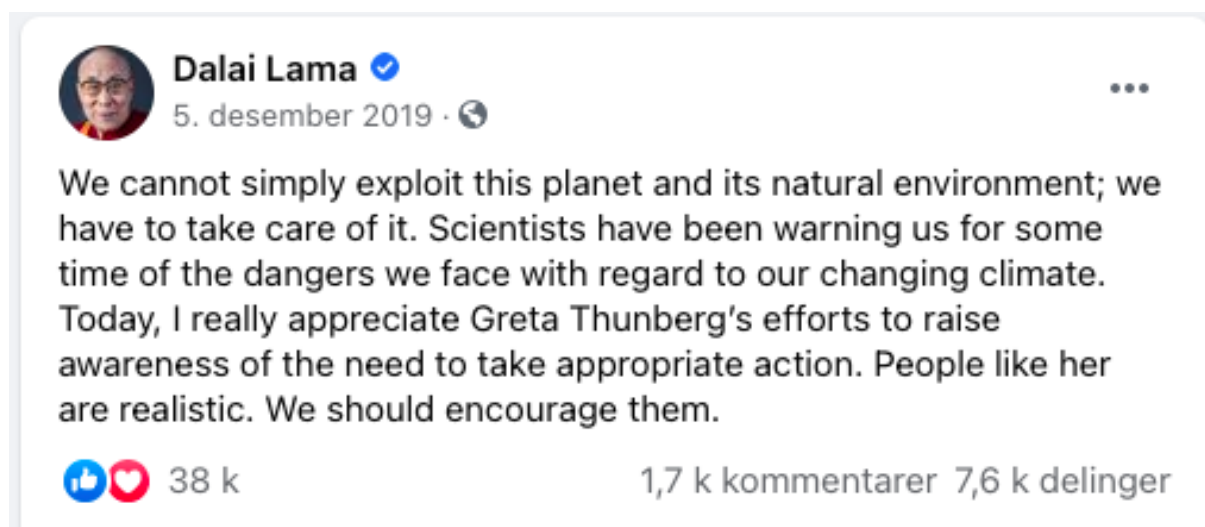 Dalai Lama
5. desember 2019 ·
We cannot simply exploit this planet and its natural environment; we
have to take care of it. Scientists have been warning us for some
time of the dangers we face with regard to our changing climate.
Today, I really appreciate Greta Thunberg’s efforts to raise
awareness of the need to take appropriate action. People like her
are realistic. We should encourage them.
38 k 1,7 k kommentarer 7,6 k delinger